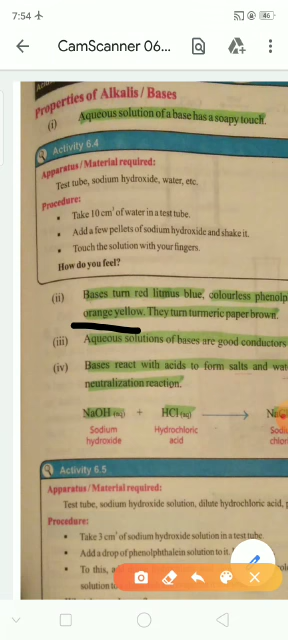 7:54
46
CamScanner 06...
Properties of Alkalis / Bases
(i) Aqueous solution of a base has a soapy touch.
Activity 6.4
Apparatus / Material required:
Test tube, sodium hydroxide, water, etc.
Procedure:
• Take 10 cm³ of water in a test tube.
• Add a few pellets of sodium hydroxide and shake it.
• Touch the solution with your fingers.
How do you feel?
(ii) Bases turn red litmus blue, colourless phenolp
orange yellow. They turn turmeric paper brown.
(iii) Aqueous solutions of bases are good conductors
(iv) Bases react with acids to form salts and wat
neutralization reaction.
NaOH (aq) + HCl (aq) ⟶ Na
Sodium Hydrochloric Sodi
hydroxide acid chlor
Activity 6.5
Apparatus / Material required:
Test tube, sodium hydroxide solution, dilute hydrochloric acid, p
Procedure:
• Take 3 cm³ of sodium hydroxide solution in a test tube.
• Add a drop of phenolphthalein solution to it.
• To this, a
solution to